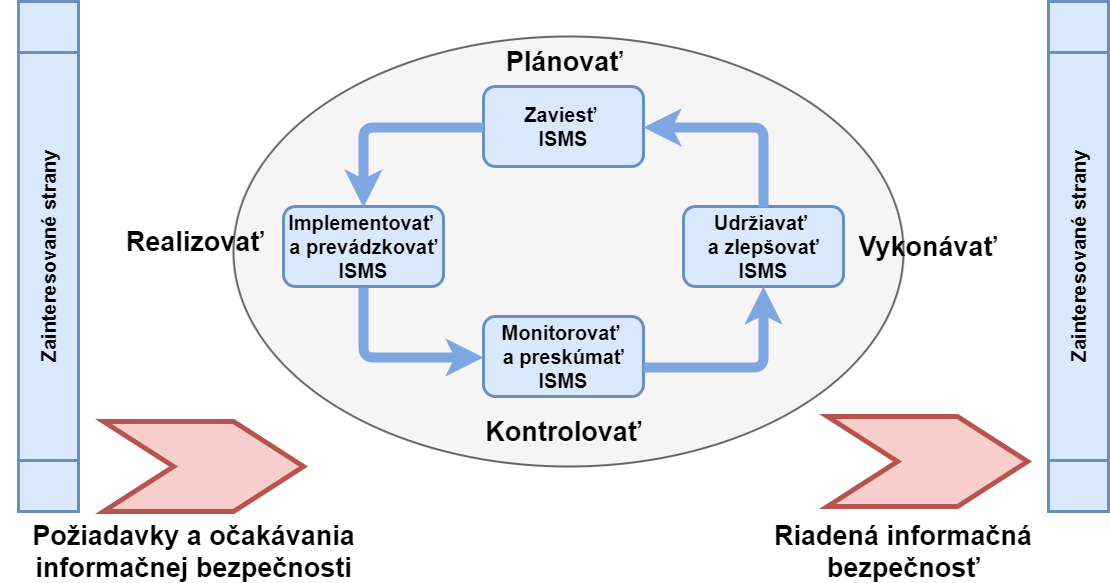 Zainteresované strany
Plánovať
Zaviesť
ISMS
Realizovať
Implementovať
a prevádzkovať
ISMS
Udržiavať
a zlepšovať
ISMS
Vykonávať
Monitorovať
a preskúmať
ISMS
Kontrolovať
Zainteresované strany
Požiadavky a očakávania
informačnej bezpečnosti
Riadená informačná
bezpečnosť